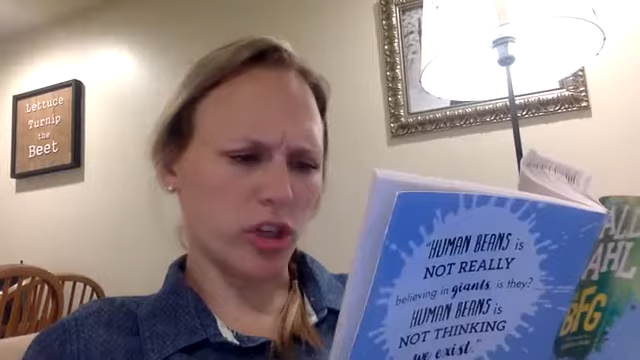 Lettuce
Turnip
the
Beet
"HUMAN BEANS is
NOT REALLY
believing in giants, is they?
HUMAN BEANS is
NOT THINKING
we exist."
AHL
BFG